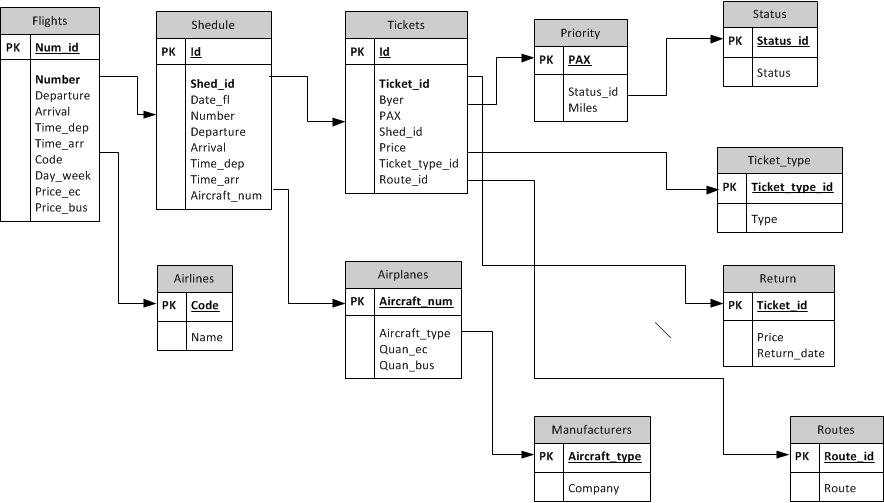 Flights
PK Num_id
Number
Departure
Arrival
Time_dep
Time_arr
Code
Day_week
Price_ec
Price_bus
Shedule
PK Id
Shed_id
Date_fl
Number
Departure
Arrival
Time_dep
Time_arr
Aircraft_num
Tickets
PK Id
Ticket_id
Byer
PAX
Shed_id
Price
Ticket_type_id
Route_id
Priority
PK PAX
Status_id
Miles
Status
PK Status_id
Status
Ticket_type
PK Ticket_type_id
Type
Airlines
PK Code
Name
Airplanes
PK Aircraft_num
Aircraft_type
Quan_ec
Quan_bus
Return
PK Ticket_id
Price
Return_date
Manufacturers
PK Aircraft_type
Company
Routes
PK Route_id
Route